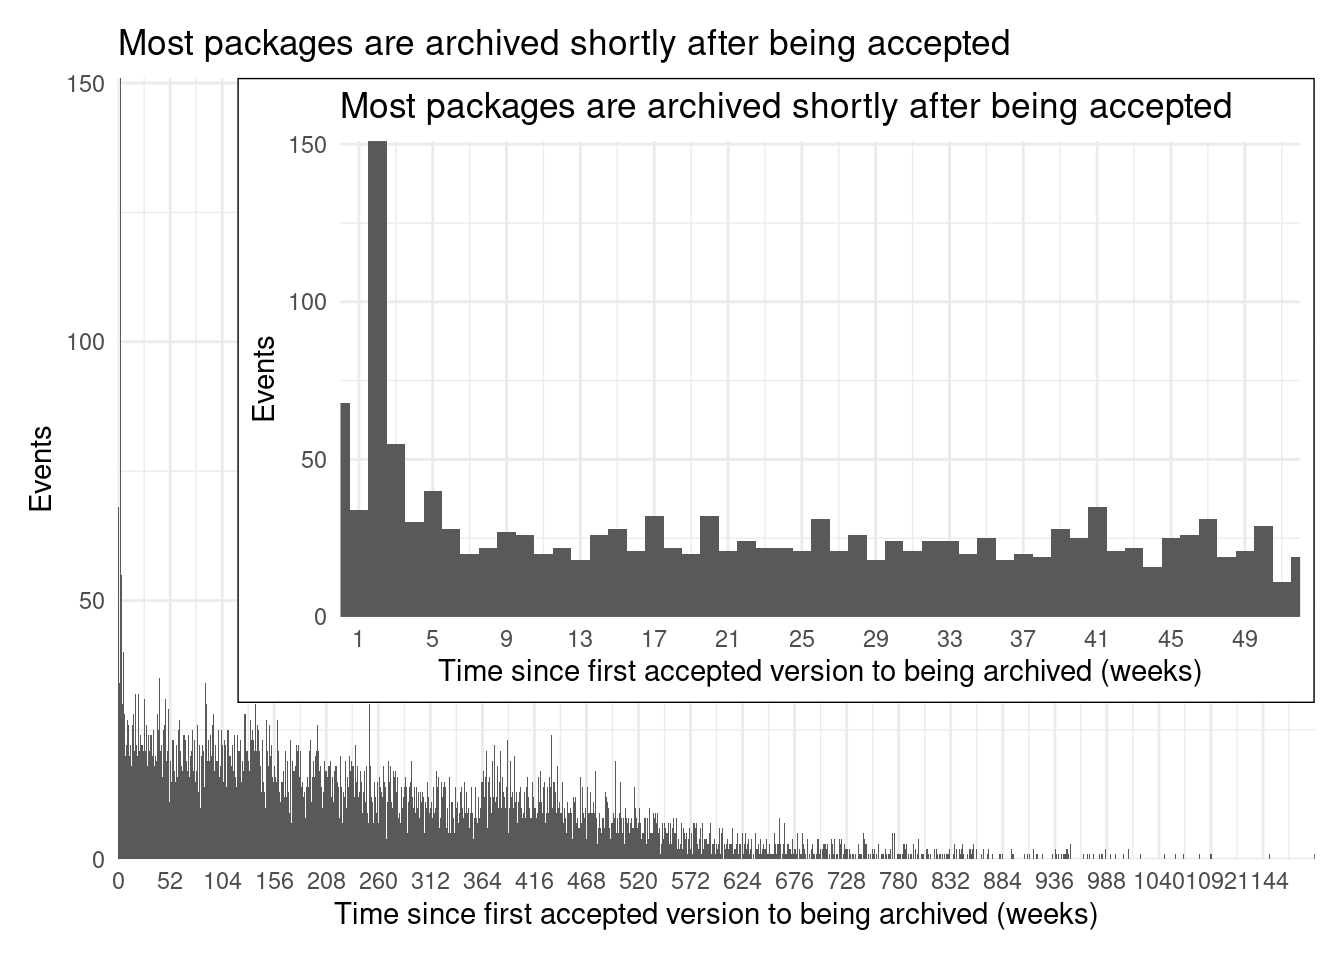 Most packages are archived shortly after being accepted
Most packages are archived shortly after being accepted
150
100
50
0
Events
150
100
50
0
Events
1 5 9 13 17 21 25 29 33 37 41 45 49
Time since first accepted version to being archived (weeks)
0 52 104 156 208 260 312 364 416 468 520 572 624 676 728 780 832 884 936 988 1040 1092 1144
Time since first accepted version to being archived (weeks)